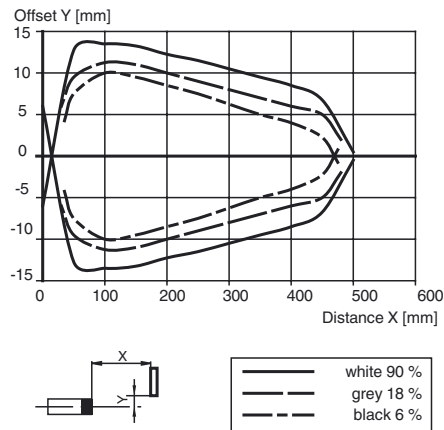 Offset Y [mm]
15
10
5
0
-5
-10
-15
0
0 100 200 300 400 500 600
Distance X [mm]
X
Y
white 90 %
grey 18 %
black 6 %